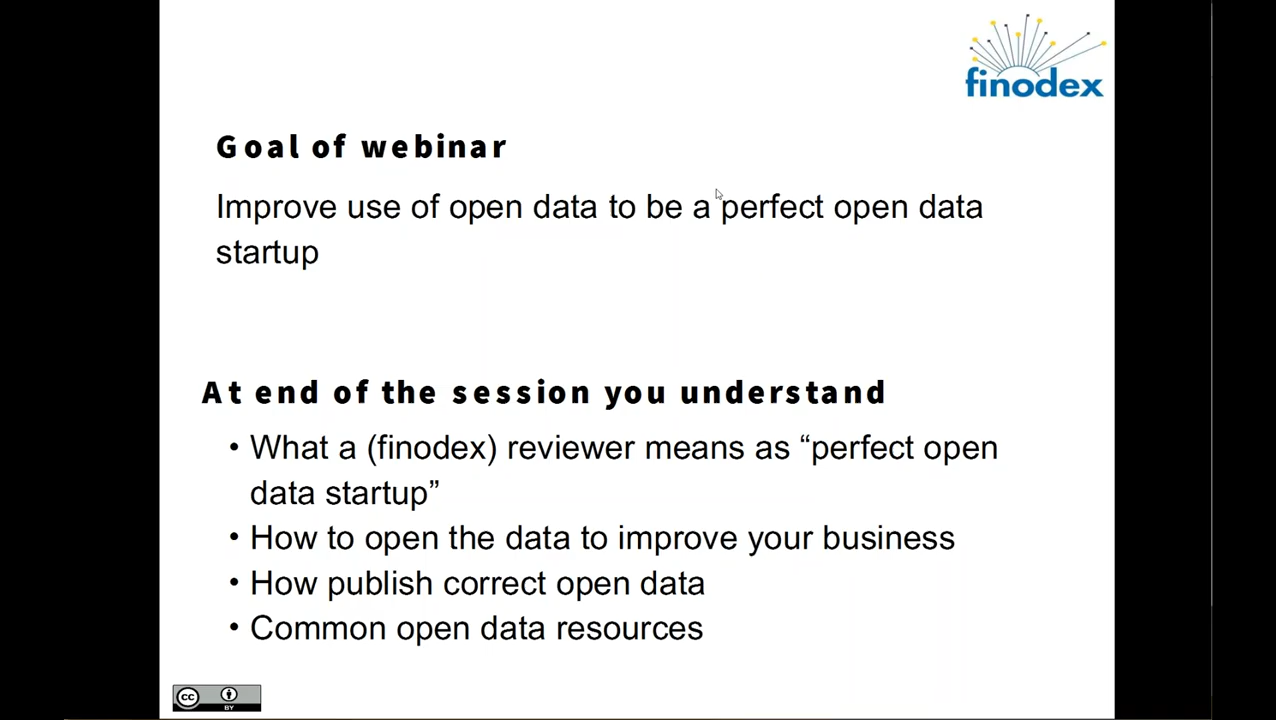 finodex
Goal of webinar
Improve use of open data to be a perfect open data
startup
At end of the session you understand
• What a (finodex) reviewer means as “perfect open
data startup”
• How to open the data to improve your business
• How publish correct open data
• Common open data resources
cc BY